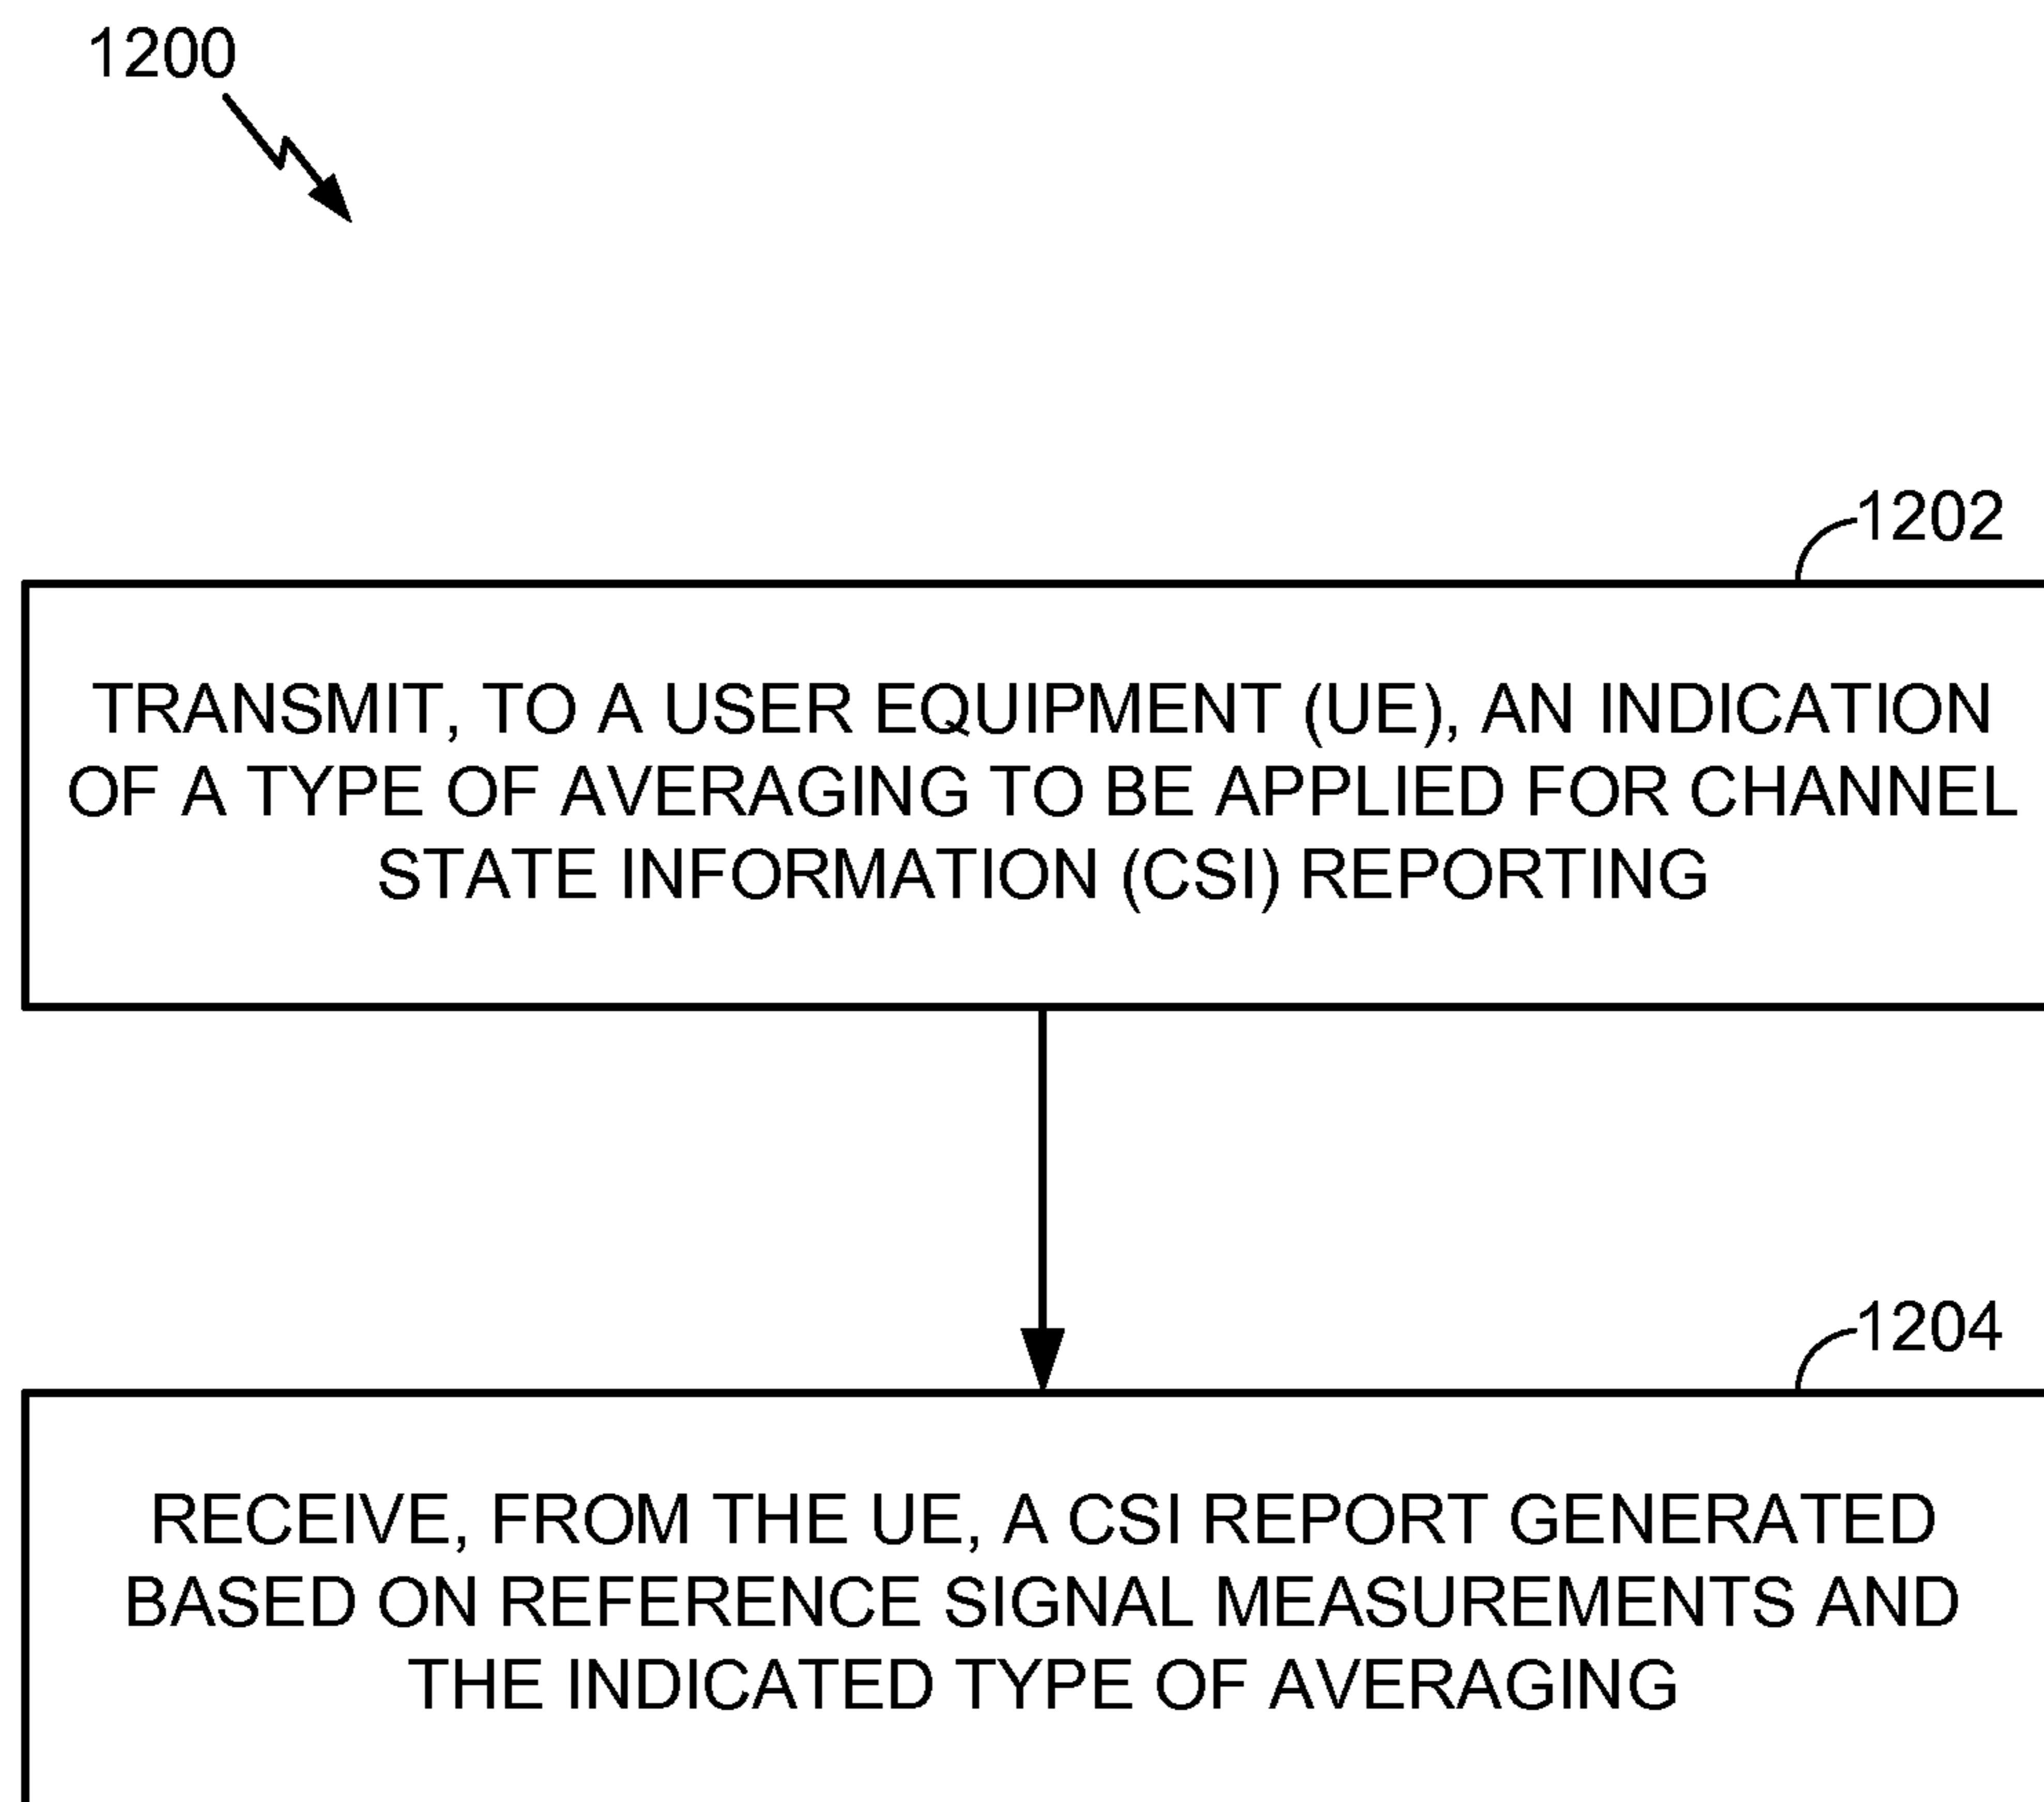 1200
1202
TRANSMIT, TO A USER EQUIPMENT (UE), AN INDICATION
OF A TYPE OF AVERAGING TO BE APPLIED FOR CHANNEL
STATE INFORMATION (CSI) REPORTING
1204
RECEIVE, FROM THE UE, A CSI REPORT GENERATED
BASED ON REFERENCE SIGNAL MEASUREMENTS AND
THE INDICATED TYPE OF AVERAGING